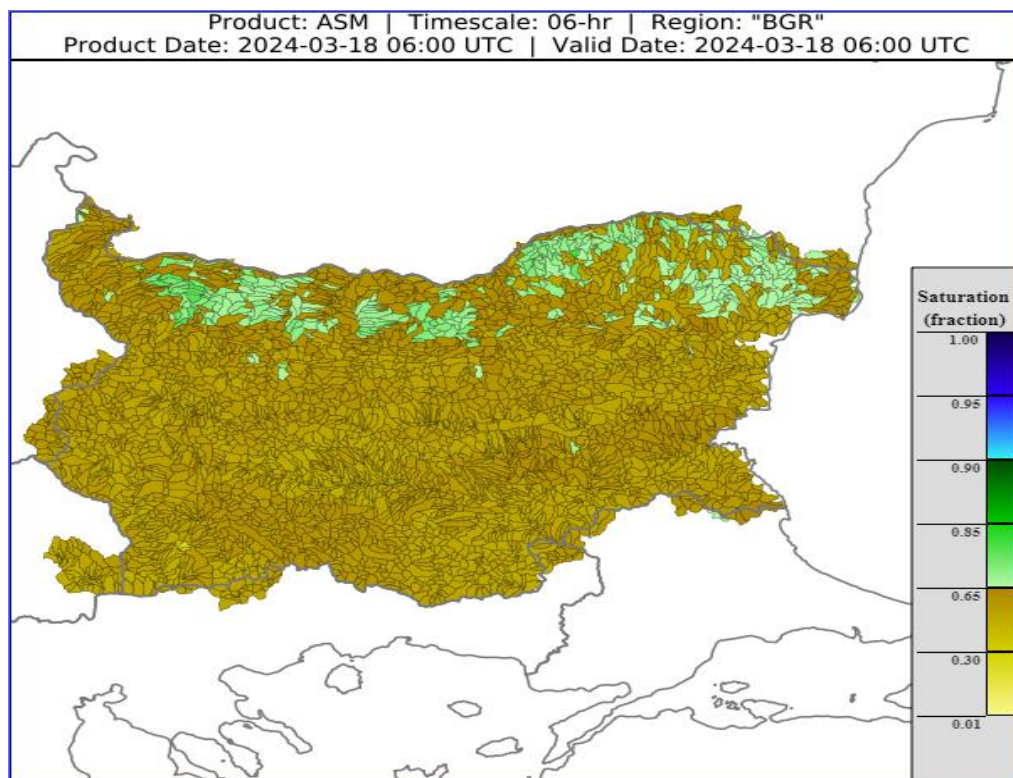 Product: ASM | Timescale: 06-hr | Region: "BGR"
Product Date: 2024-03-18 06:00 UTC | Valid Date: 2024-03-18 06:00 UTC
Saturation
(fraction)
1.00
0.95
0.90
0.85
0.65
0.30
0.01